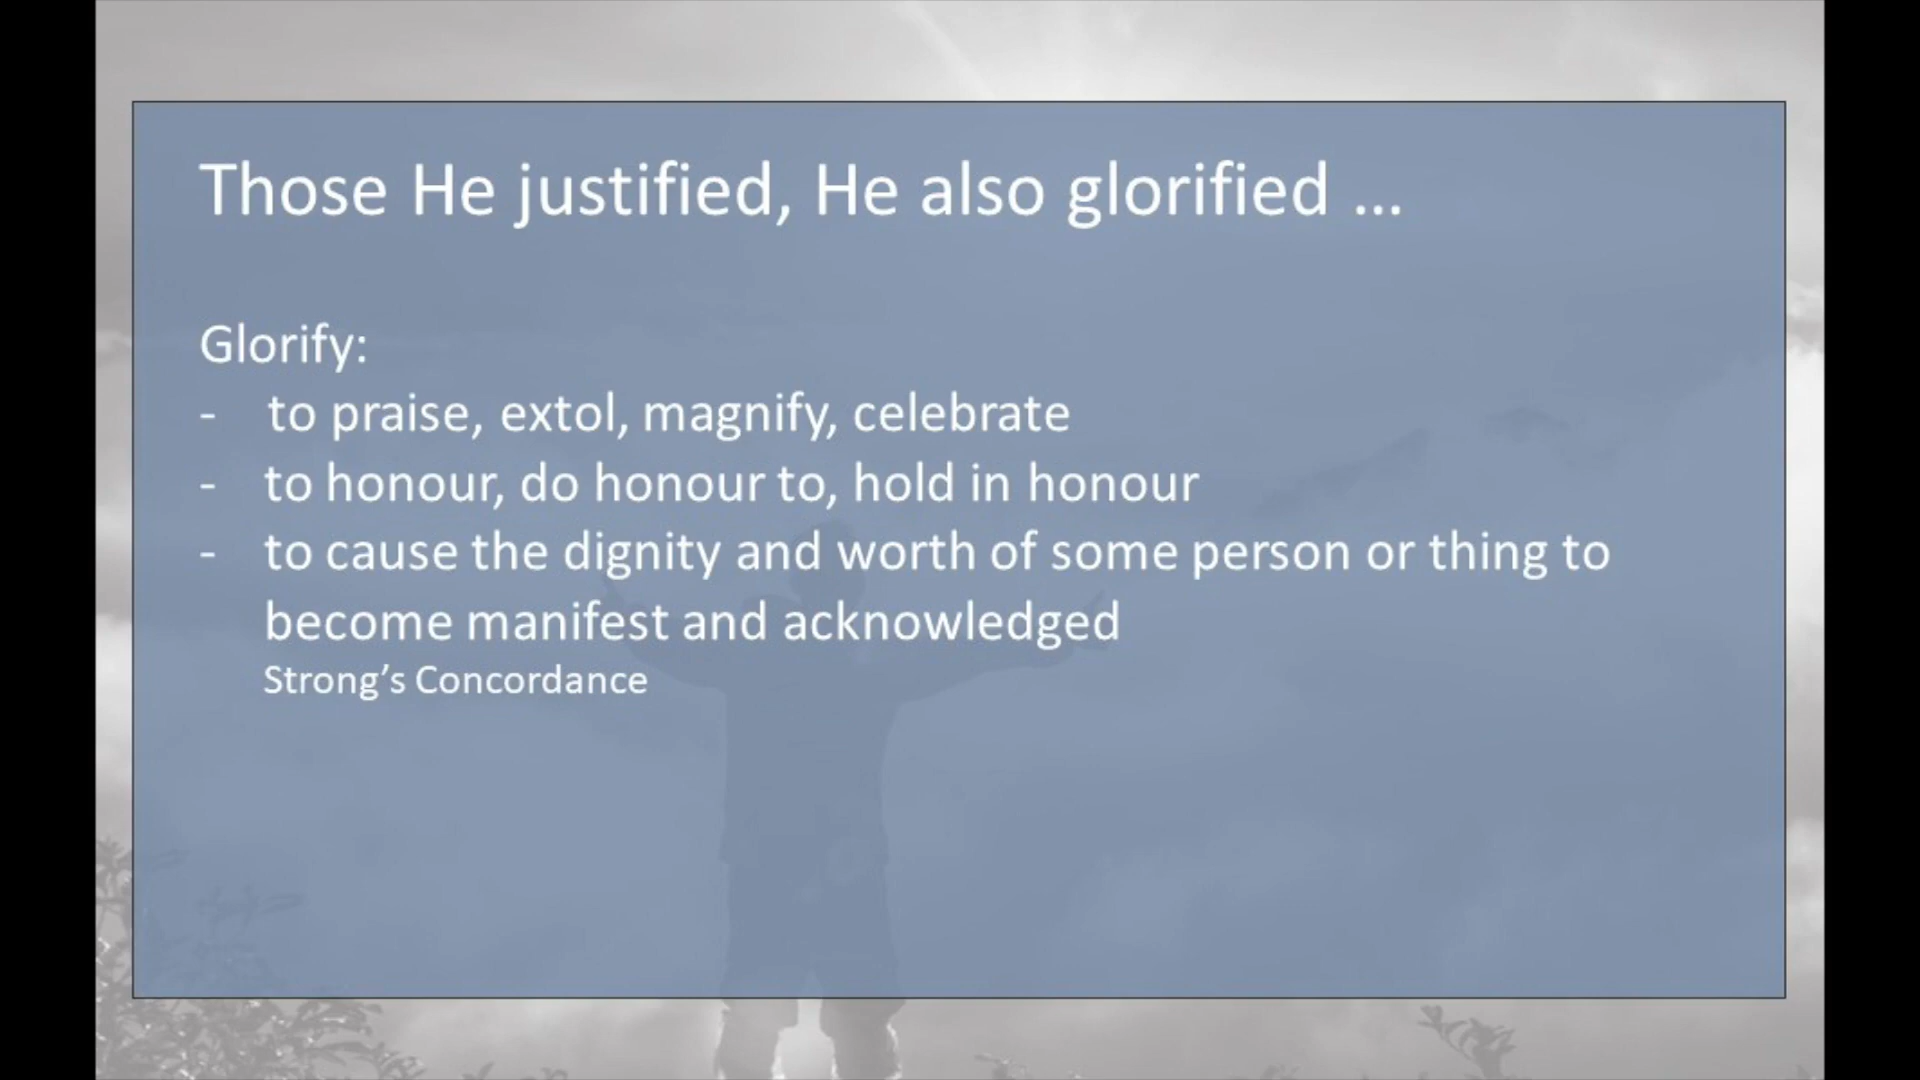 Those He justified, He also glorified ...
Glorify:
- to praise, extol, magnify, celebrate
- to honour, do honour to, hold in honour
- to cause the dignity and worth of some person or thing to
become manifest and acknowledged
Strong’s Concordance